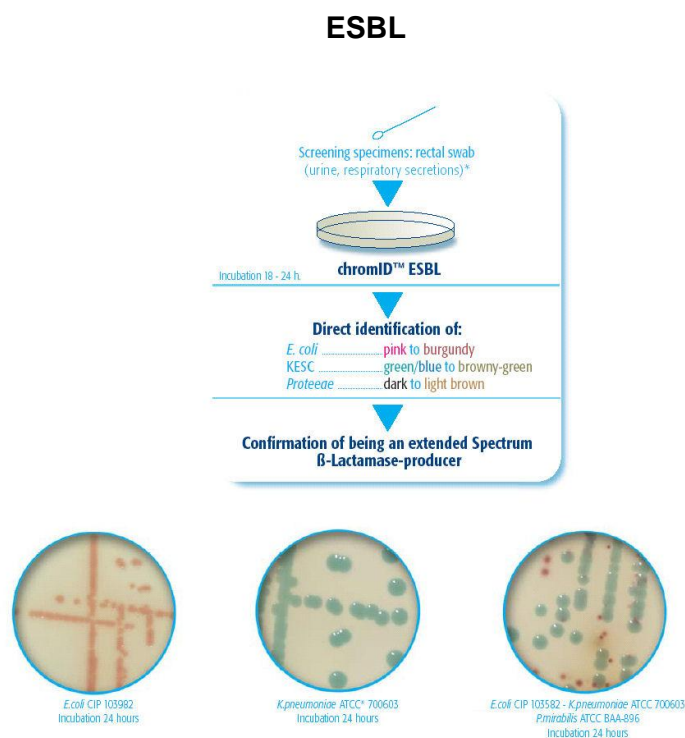 ESBL
Screening specimens: rectal swab
(urine, respiratory secretions)*
chromID™ ESBL
Incubation 18 - 24 h.
Direct identification of:
E. coli ................... pink to burgundy
KESC .................... green/blue to browny-green
Proteeae ............... dark to light brown
Confirmation of being an extended Spectrum
ß-Lactamase-producer
E.coli CIP 103982
Incubation 24 hours
K.pneumoniae ATCC® 700603
Incubation 24 hours
E.coli CIP 103582 - K.pneumoniae ATCC 700603
P.mirabilis ATCC BAA-896
Incubation 24 hours